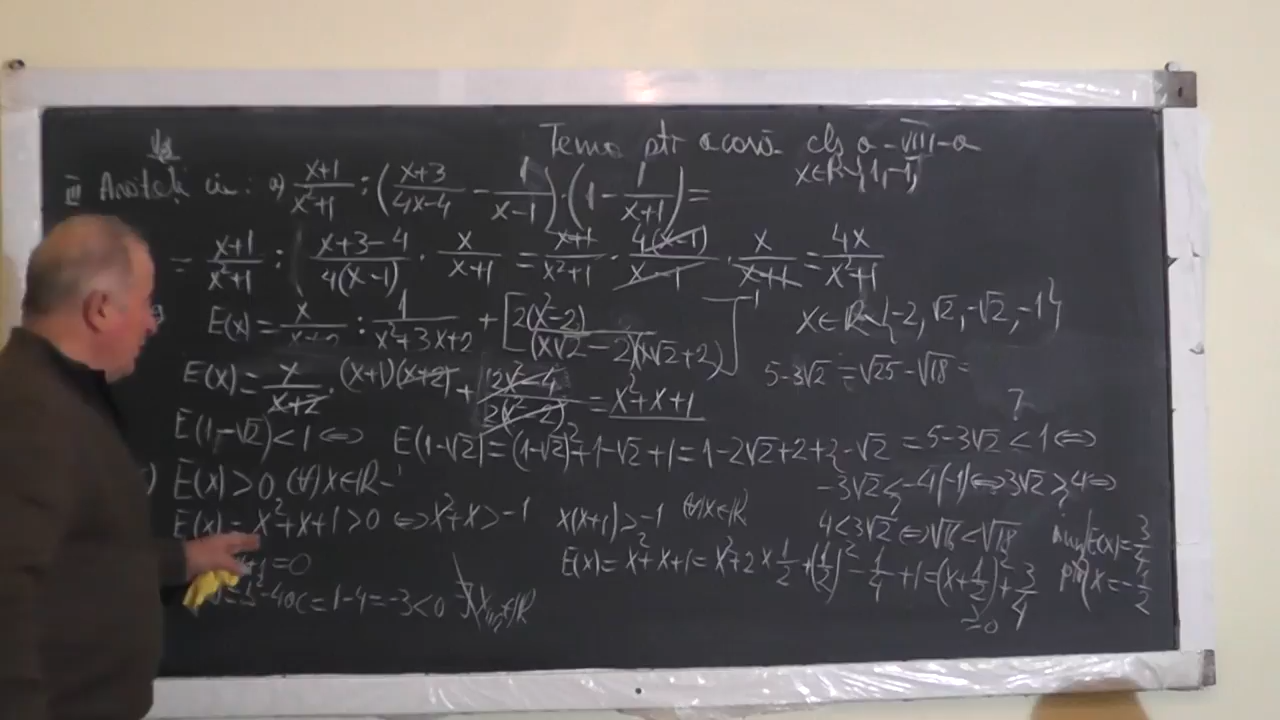 Tema ptr acasă cls a-VIII-a
x∈R\{1,-1}
a) (x+1)/(x²+1) : ((x+3)/(4x-4) - 1/(x-1)) · (1 - 1/(x+1)) =
= (x+1)/(x²+1) : (x+3-4)/(4(x-1)) · x/(x+1) = (x+1)/(x²+1) · 4(x-1)/(x-1) · x/(x+1) = 4x/(x²+1)
E(x) = x/(x+2) : 1/(x²+3x+2) + [2(x²-2)/((x√2-2)(x√2+2))]⁻¹ x∈R\{-2, √2, -√2, -1}
E(x) = x/(x+2) · (x+1)(x+2) + (2x²-4)/(2(x²-2)) = x²+x+1
5-3√2 = √25-√18 =
E(1-√2)<1 ⇔ E(1-√2)=(1-√2)²+1-√2+1=1-2√2+2+2-√2 = 5-3√2 < 1 ⇔
E(x)>0 (∀)x∈R
-3√2 < -4 |(-1) ⇔ 3√2 > 4 ⇔
E(x)=x²+x+1>0 ⇔ x²+x>-1 x(x+1)>-1 (∀)x∈R
4<3√2 ⇔ √16<√18
=0
E(x)=x²+x+1=x²+2x·1/2+(1/2)²-1/4+1=(x+1/2)²+3/4
≥0
E(x)=3/4
x=-1/2
-4ac=1-4=-3<0